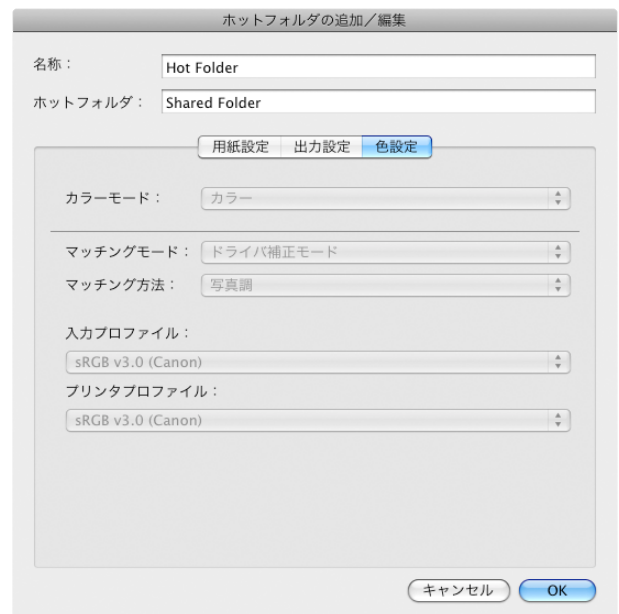 ホットフォルダの追加／編集
名称：
Hot Folder
ホットフォルダ：
Shared Folder
用紙設定 出力設定 色設定
カラーモード：
カラー
マッチングモード：
ドライバ補正モード
マッチング方法：
写真調
入力プロファイル：
sRGB v3.0 (Canon)
プリンタプロファイル：
sRGB v3.0 (Canon)
キャンセル OK